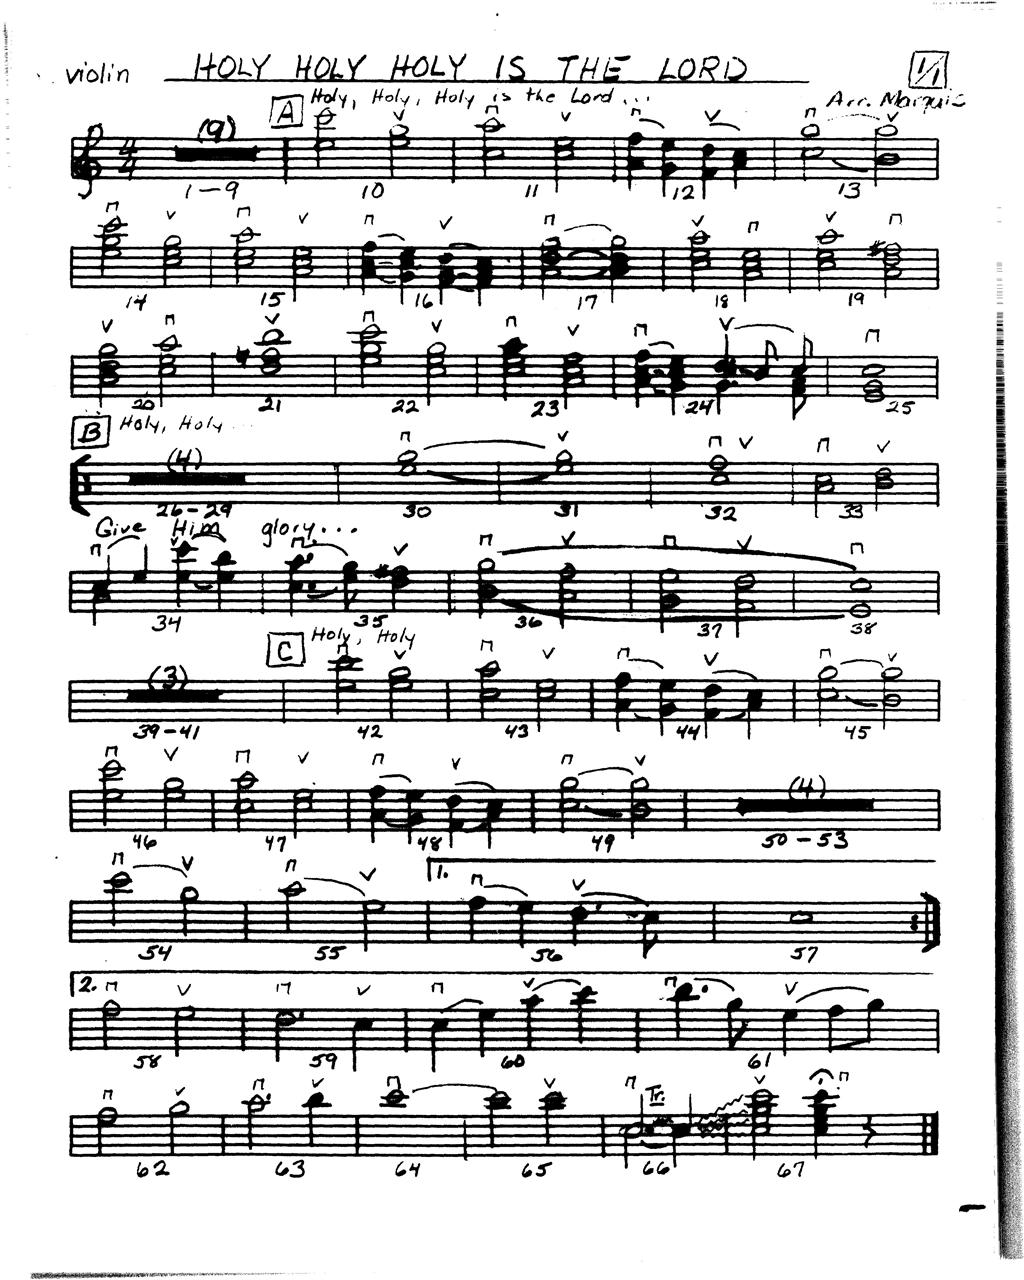 violin HOLY HOLY HOLY IS THE LORD 1/1
A Holy, Holy, Holy is the Lord... Arr. Marquis
(9)
4/4
1-9 10 11 12 13
14 15 16 17 18 19
20 21 22 23 24 25
B Holy, Holy...
(4)
26-29 30 31 32 33
Give Him glory...
34 35 36 37 38
C Holy, Holy
(3)
39-41 42 43 44 45
(4)
46 47 48 49 50-53
1.
54 55 56 57
2.
58 59 60 61
Tr.
62 63 64 65 66 67